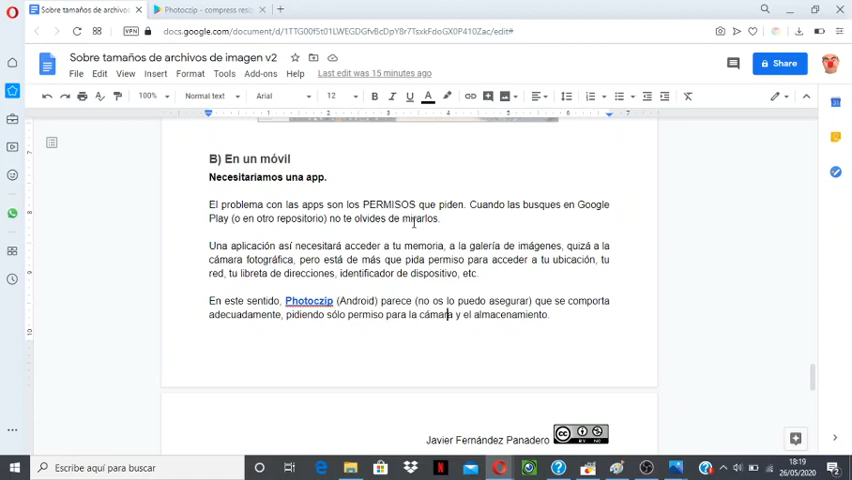 Sobre tamaños de archivos de im
Photoczip - compress resi
VPN
docs.google.com/document/d/1TTG00f5t01LWEGDGfvBcDpY8r7TsxkFdoGX0P410Zac/edit#
Sobre tamaños de archivos de imagen v2
File Edit View Insert Format Tools Add-ons Help Last edit was 15 minutes ago
Share
100% Normal text Arial 12 B I U A
B) En un móvil
Necesitariamos una app.
El problema con las apps son los PERMISOS que piden. Cuando las busques en Google
Play (o en otro repositorio) no te olvides de mirarlos.
Una aplicación así necesitará acceder a tu memoria, a la galería de imágenes, quizá a la
cámara fotográfica, pero está de más que pida permiso para acceder a tu ubicación, tu
red, tu libreta de direcciones, identificador de dispositivo, etc.
En este sentido, Photoczip (Android) parece (no os lo puedo asegurar) que se comporta
adecuadamente, pidiendo sólo permiso para la cámara y el almacenamiento.
Javier Fernández Panadero
Escribe aquí para buscar
18:19
26/05/2020